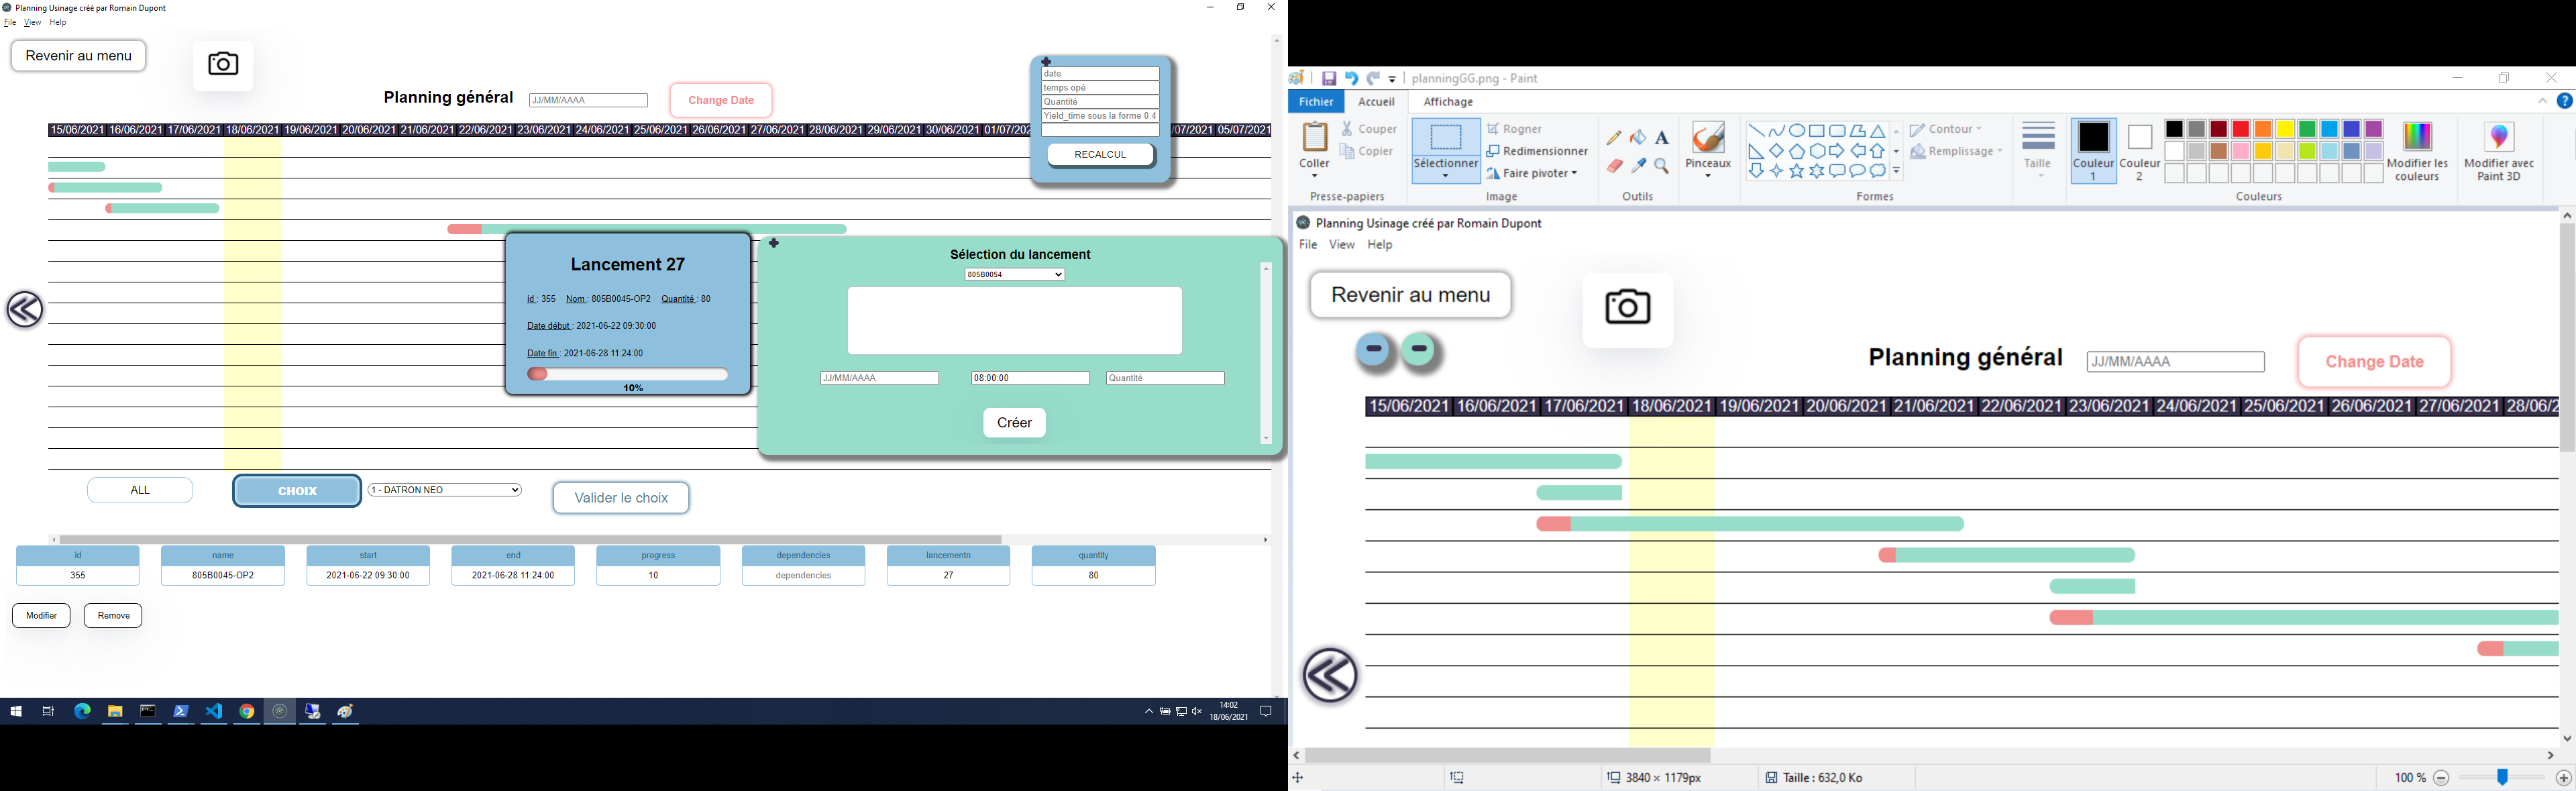 Planning Usinage créé par Romain Dupont
File View Help
Revenir au menu
Planning général JJ/MM/AAAA Change Date
date
temps opé
Quantité
Yield_time sous la forme 0.4
RECALCUL
15/06/2021 16/06/2021 17/06/2021 18/06/2021 19/06/2021 20/06/2021 21/06/2021 22/06/2021 23/06/2021 24/06/2021 25/06/2021 26/06/2021 27/06/2021 28/06/2021 29/06/2021 30/06/2021 01/07/202 /07/2021 05/07/2021
Lancement 27
id : 355 Nom : 805B0045-OP2 Quantité : 80
Date début : 2021-06-22 09:30:00
Date fin : 2021-06-28 11:24:00
10%
Sélection du lancement
805B0054
JJ/MM/AAAA 08:00:00 Quantité
Créer
ALL CHOIX 1 - DATRON NEO Valider le choix
id name start end progress dependencies lancementn quantity
355 805B0045-OP2 2021-06-22 09:30:00 2021-06-28 11:24:00 10 dependencies 27 80
Modifier Remove
14:02
18/06/2021
planningGG.png - Paint
Fichier Accueil Affichage
Coller
Couper
Copier
Presse-papiers
Sélectionner
Rogner
Redimensionner
Faire pivoter
Image
Outils
Pinceaux
Contour
Remplissage
Formes
Taille
Couleur 1
Couleur 2
Modifier les couleurs
Couleurs
Modifier avec Paint 3D
Planning Usinage créé par Romain Dupont
File View Help
Revenir au menu
Planning général JJ/MM/AAAA Change Date
15/06/2021 16/06/2021 17/06/2021 18/06/2021 19/06/2021 20/06/2021 21/06/2021 22/06/2021 23/06/2021 24/06/2021 25/06/2021 26/06/2021 27/06/2021 28/06/2
3840 × 1179px Taille : 632,0 Ko 100 %